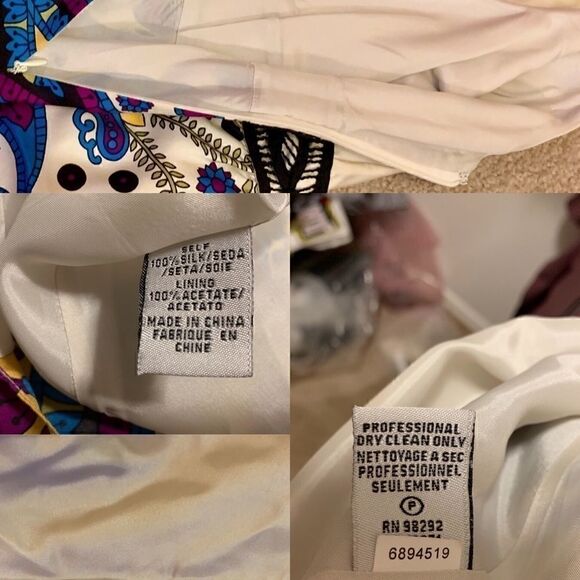 SELF
100% SILK/SEDA
/SETA/SOIE
LINING
100% ACETATE/
ACETATO
MADE IN CHINA
FABRIQUE EN
CHINE
PROFESSIONAL
DRY CLEAN ONLY
NETTOYAGE A SEC
PROFESSIONNEL
SEULEMENT
P
RN 98292
6894519